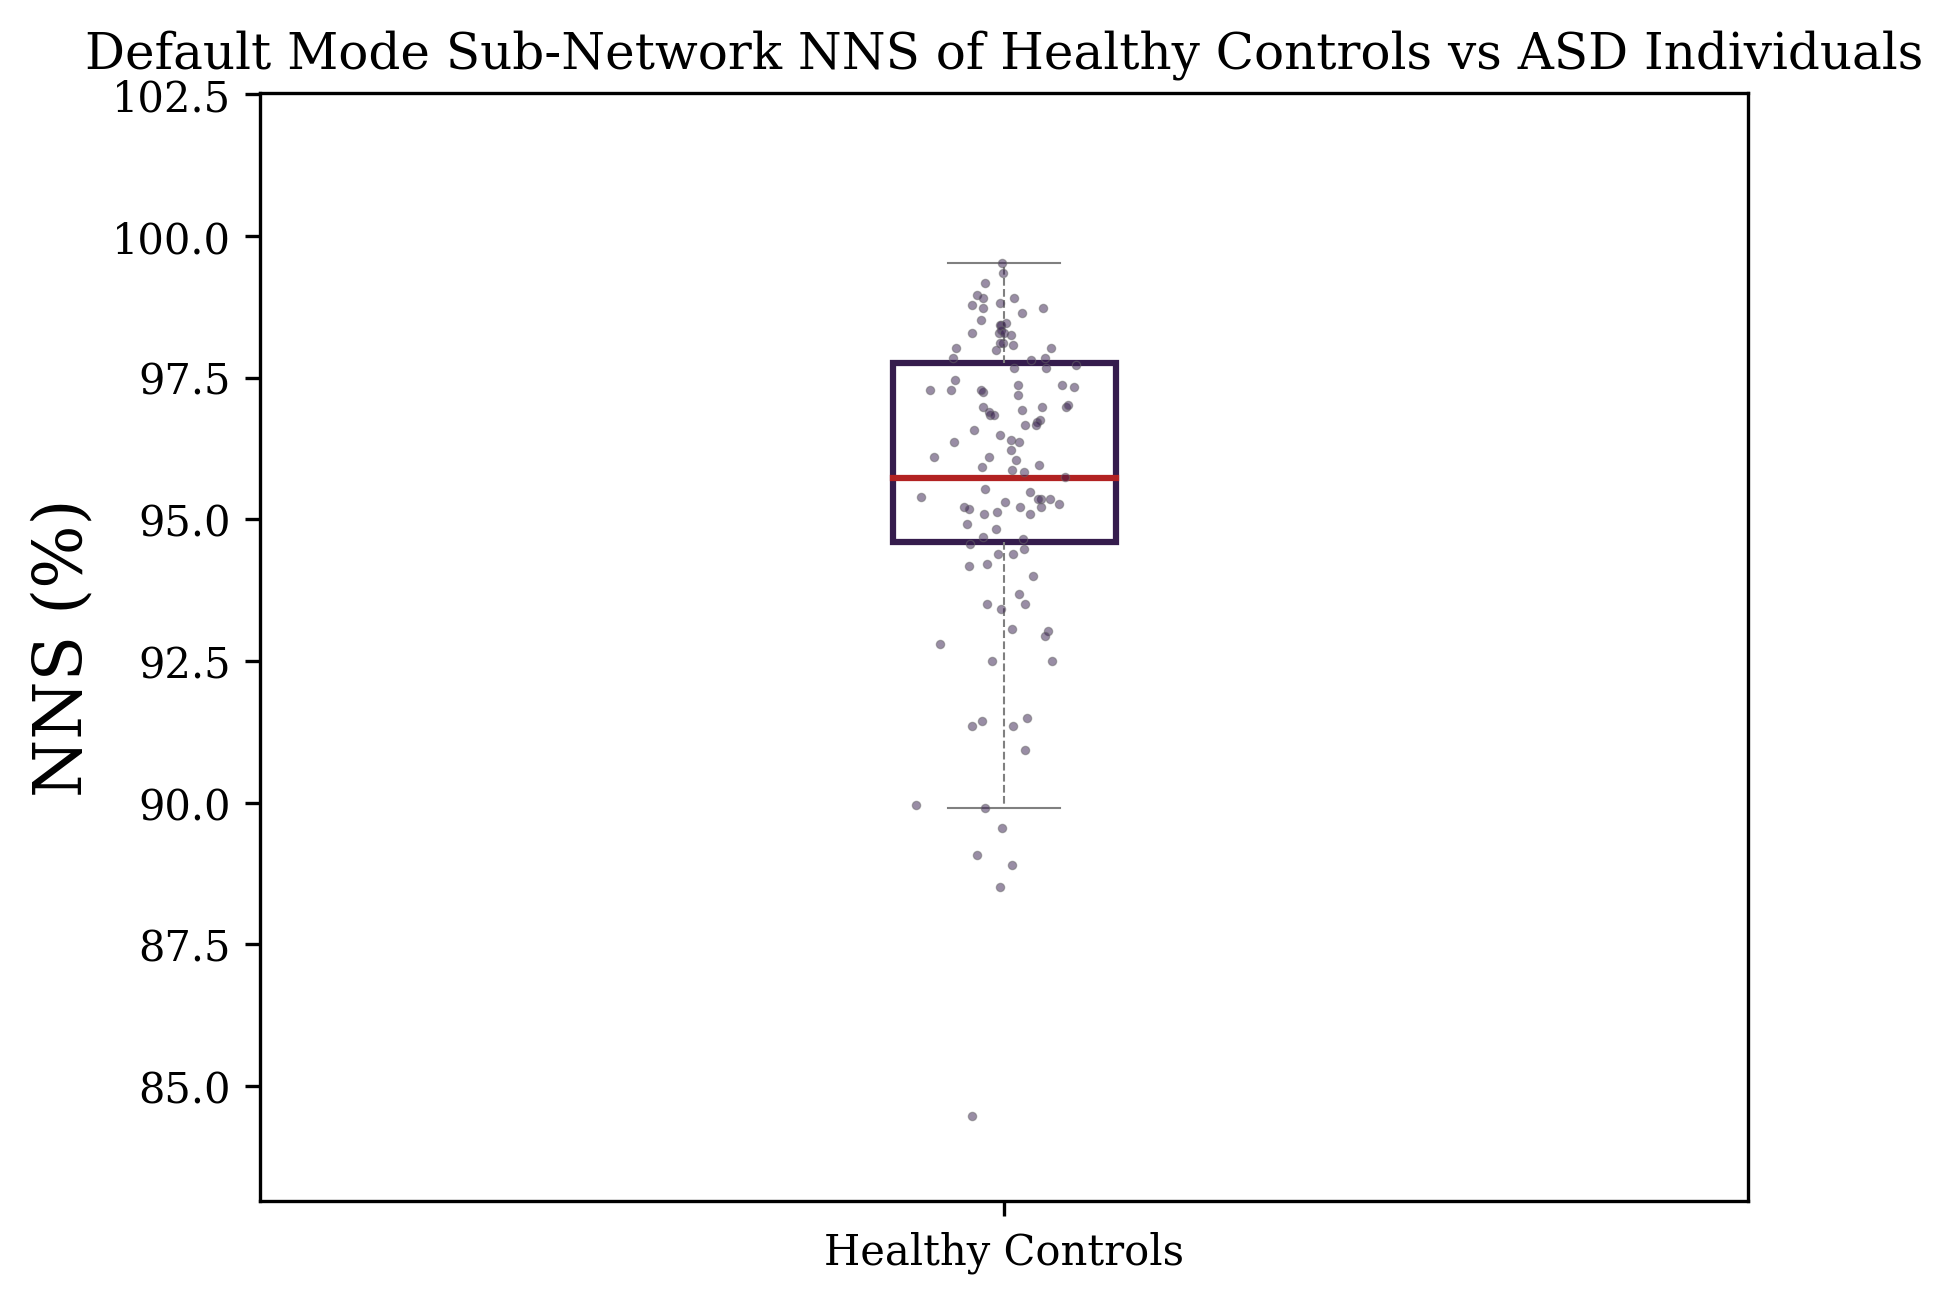 Default Mode Sub-Network NNS of Healthy Controls vs ASD Individuals
102.5
100.0
97.5
95.0
92.5
90.0
87.5
85.0
NNS (%)
Healthy Controls